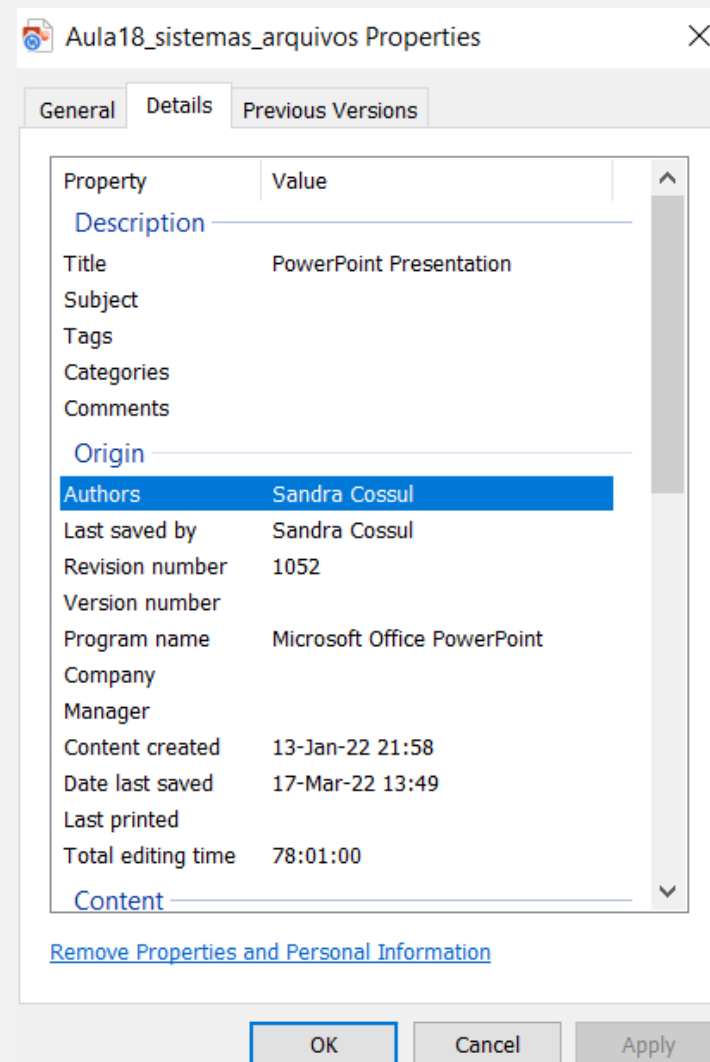 Aula18_sistemas_arquivos Properties
General Details Previous Versions
Property Value
Description
Title PowerPoint Presentation
Subject
Tags
Categories
Comments
Origin
Authors Sandra Cossul
Last saved by Sandra Cossul
Revision number 1052
Version number
Program name Microsoft Office PowerPoint
Company
Manager
Content created 13-Jan-22 21:58
Date last saved 17-Mar-22 13:49
Last printed
Total editing time 78:01:00
Content
Remove Properties and Personal Information
OK Cancel Apply